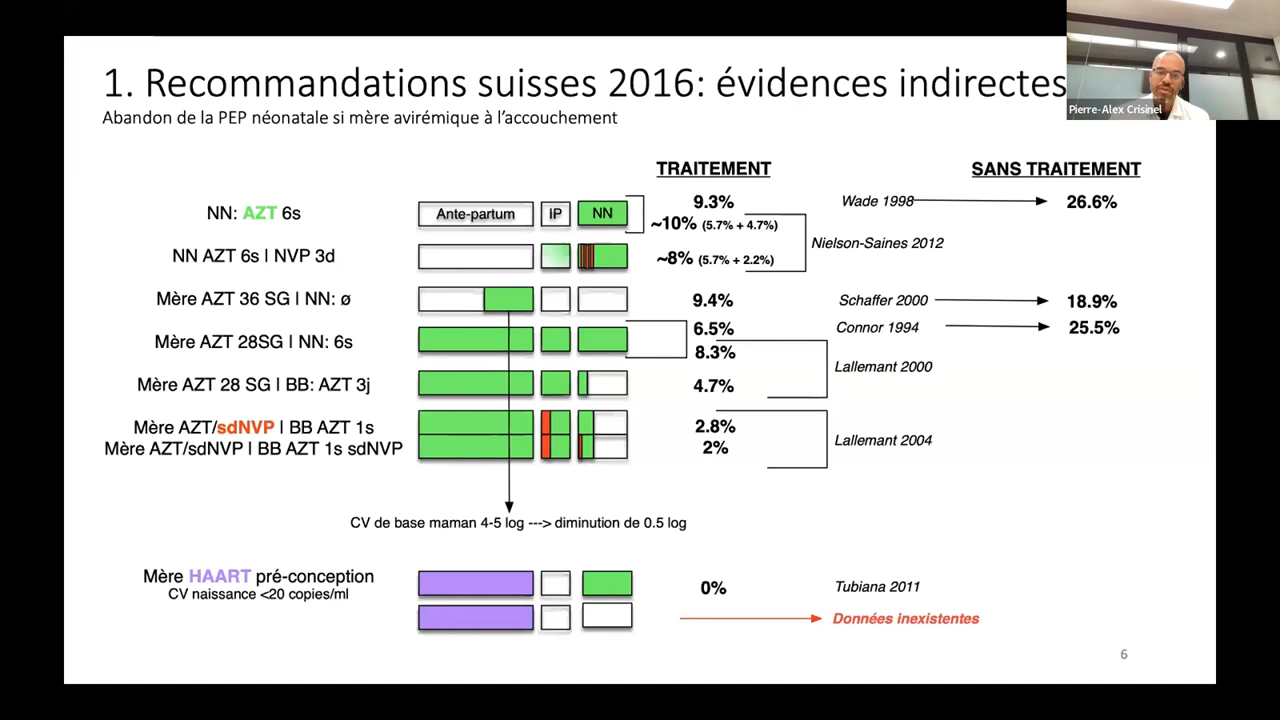 1. Recommandations suisses 2016: évidences indirectes
Abandon de la PEP néonatale si mère avirémique à l’accouchement
Pierre-Alex Crisinel
TRAITEMENT
SANS TRAITEMENT
NN: AZT 6s
Ante-partum
IP
NN
9.3%
Wade 1998
26.6%
~10% (5.7% + 4.7%)
Nielson-Saines 2012
NN AZT 6s | NVP 3d
~8% (5.7% + 2.2%)
Mère AZT 36 SG | NN: ø
9.4%
Schaffer 2000
18.9%
Mère AZT 28SG | NN: 6s
6.5%
Connor 1994
25.5%
8.3%
Lallemant 2000
Mère AZT 28 SG | BB: AZT 3j
4.7%
Mère AZT/sdNVP | BB AZT 1s
2.8%
Lallemant 2004
Mère AZT/sdNVP | BB AZT 1s sdNVP
2%
CV de base maman 4-5 log ---> diminution de 0.5 log
Mère HAART pré-conception
CV naissance <20 copies/ml
0%
Tubiana 2011
Données inexistentes
6